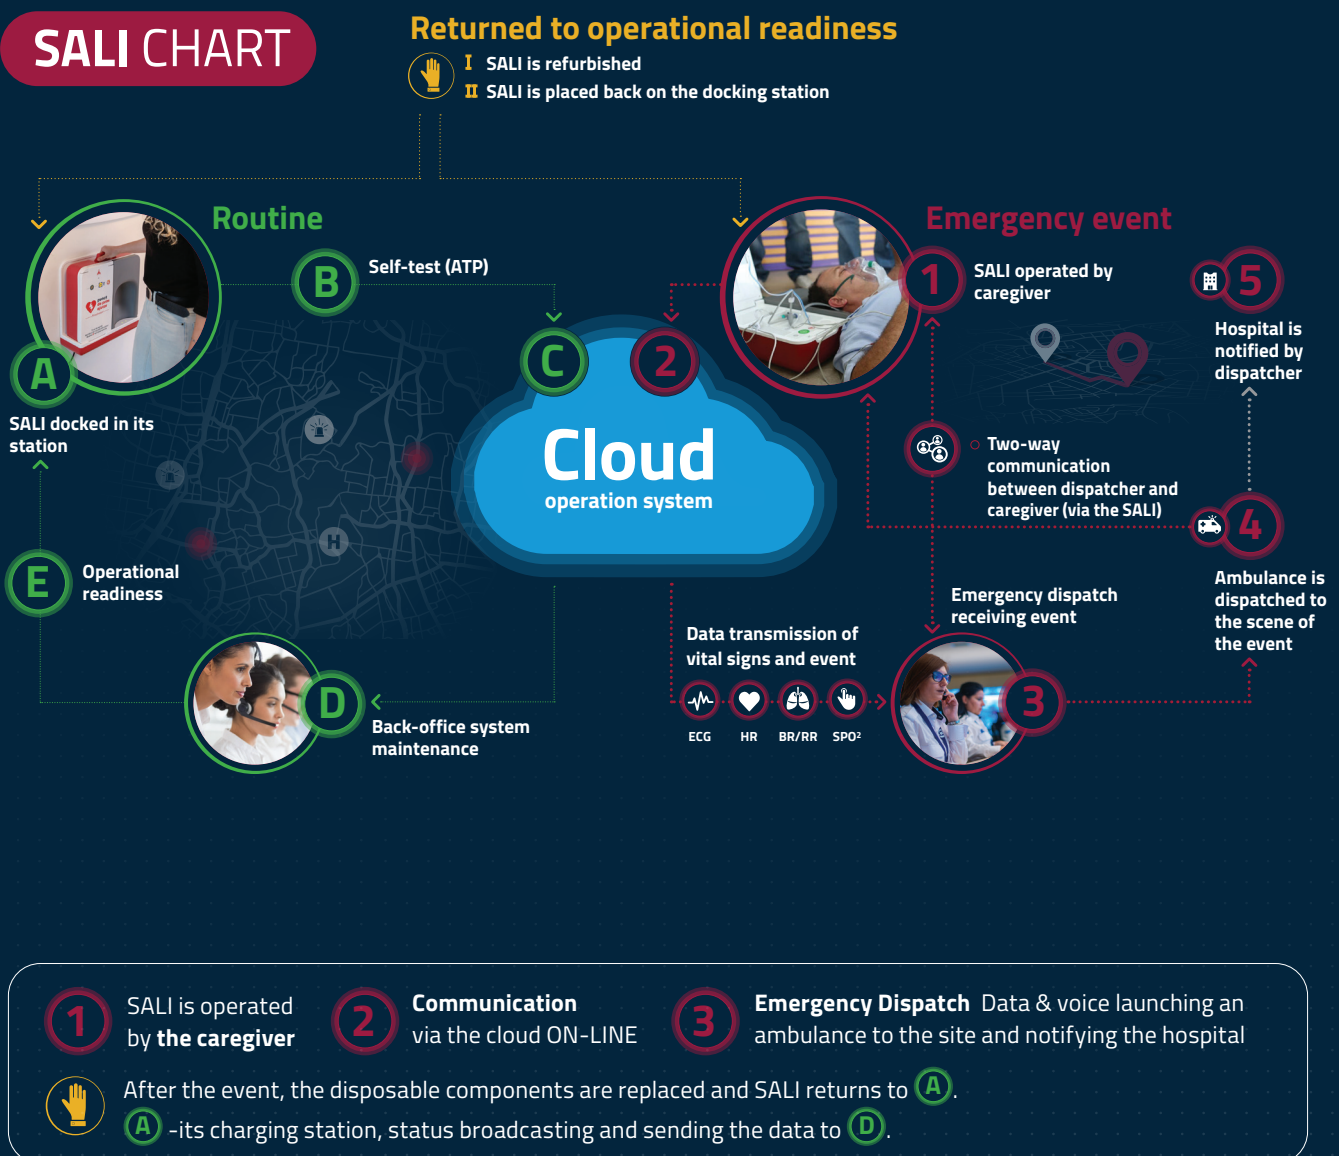 SALI CHART
Returned to operational readiness
I SALI is refurbished
II SALI is placed back on the docking station
Routine
B
Self-test (ATP)
A
SALI docked in its
station
C
2
Cloud
operation system
Emergency event
1
SALI operated by
caregiver
5
Hospital is
notified by
dispatcher
Two-way
communication
between dispatcher and
caregiver (via the SALI)
4
Ambulance is
dispatched to
the scene of
the event
H
E
Operational
readiness
D
Back-office system
maintenance
Data transmission of
vital signs and event
ECG HR BR/RR SPO²
Emergency dispatch
receiving event
3
1
SALI is operated
by the caregiver
2
Communication
via the cloud ON-LINE
3
Emergency Dispatch Data & voice launching an
ambulance to the site and notifying the hospital
After the event, the disposable components are replaced and SALI returns to A.
A -its charging station, status broadcasting and sending the data to D.